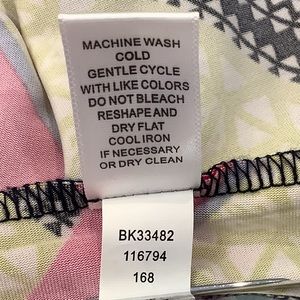 MACHINE WASH
COLD
GENTLE CYCLE
WITH LIKE COLORS
DO NOT BLEACH
RESHAPE AND
DRY FLAT
COOL IRON
IF NECESSARY
OR DRY CLEAN
BK33482
116794
168